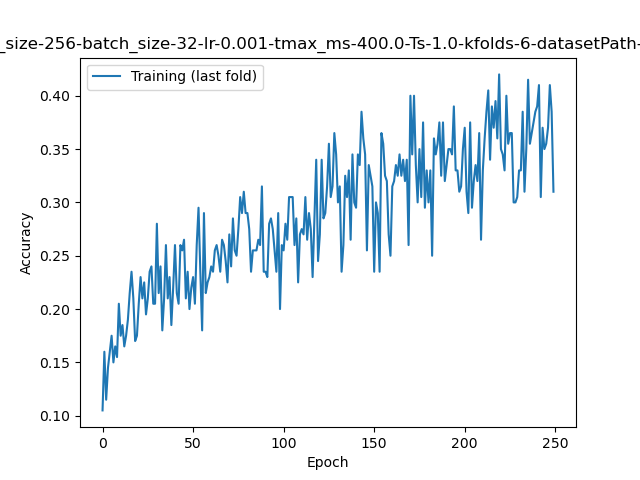 _size-256-batch_size-32-lr-0.001-tmax_ms-400.0-Ts-1.0-kfolds-6-datasetPath-
Training (last fold)
0.40
0.35
0.30
0.25
0.20
0.15
0.10
Accuracy
0 50 100 150 200 250
Epoch